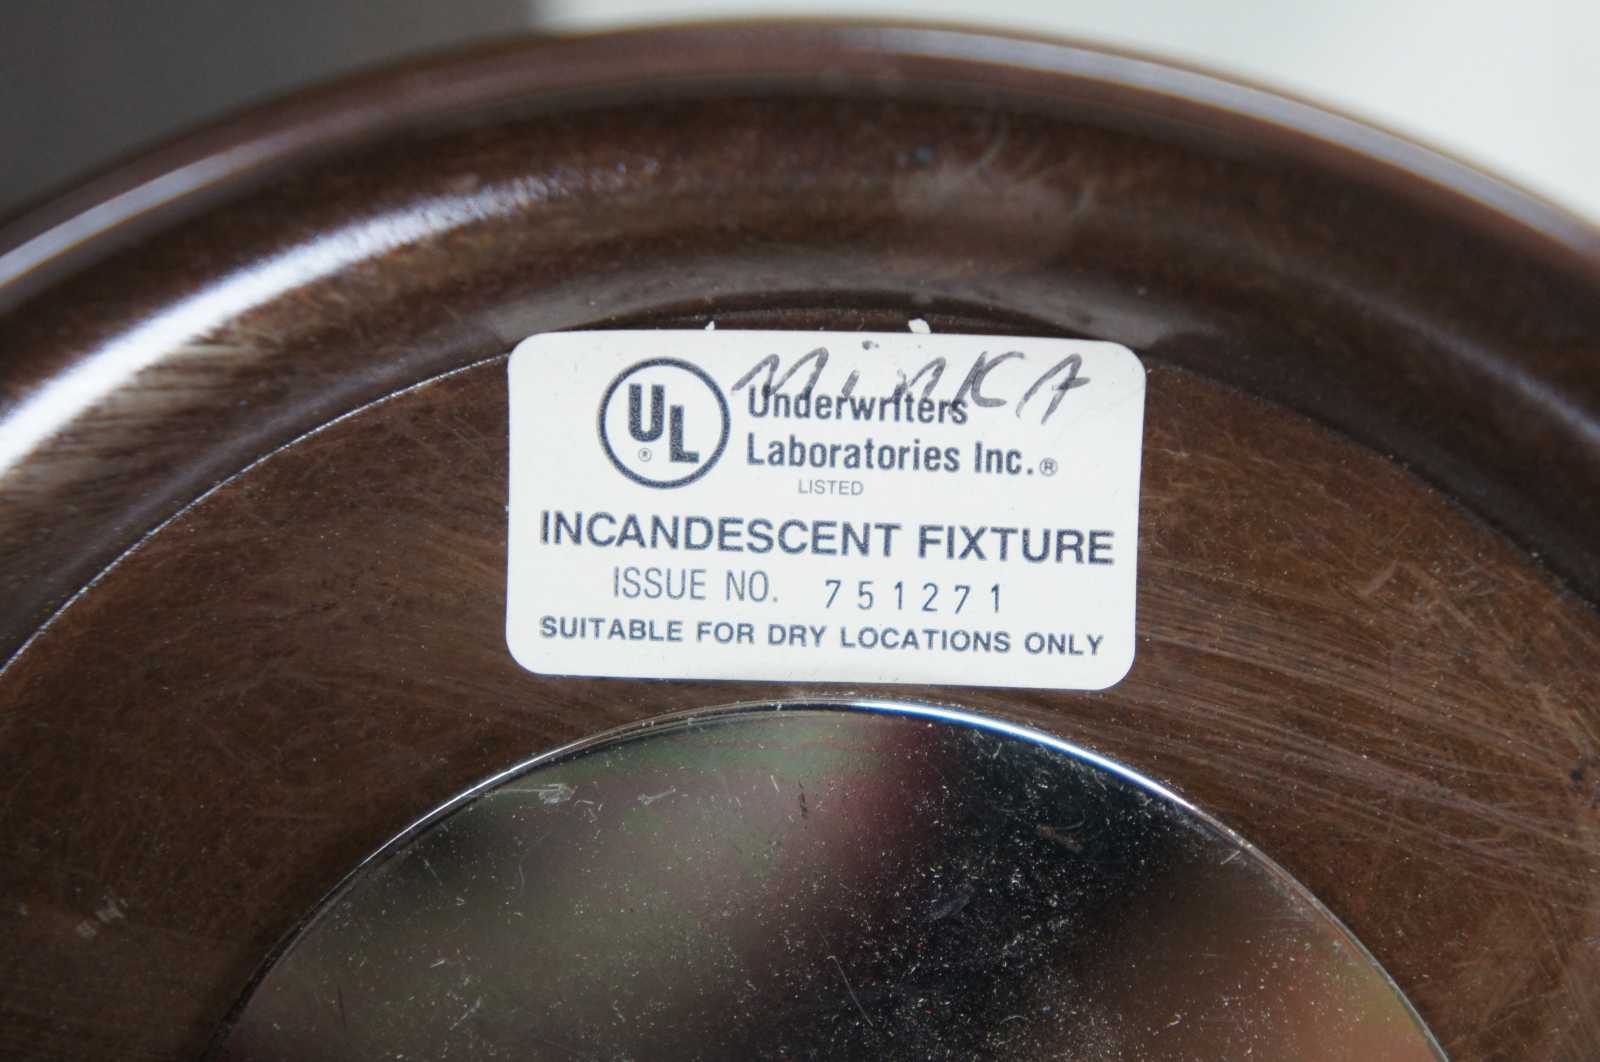 MiNKA
UL®
Underwriters
Laboratories Inc.®
LISTED
INCANDESCENT FIXTURE
ISSUE NO. 751271
SUITABLE FOR DRY LOCATIONS ONLY